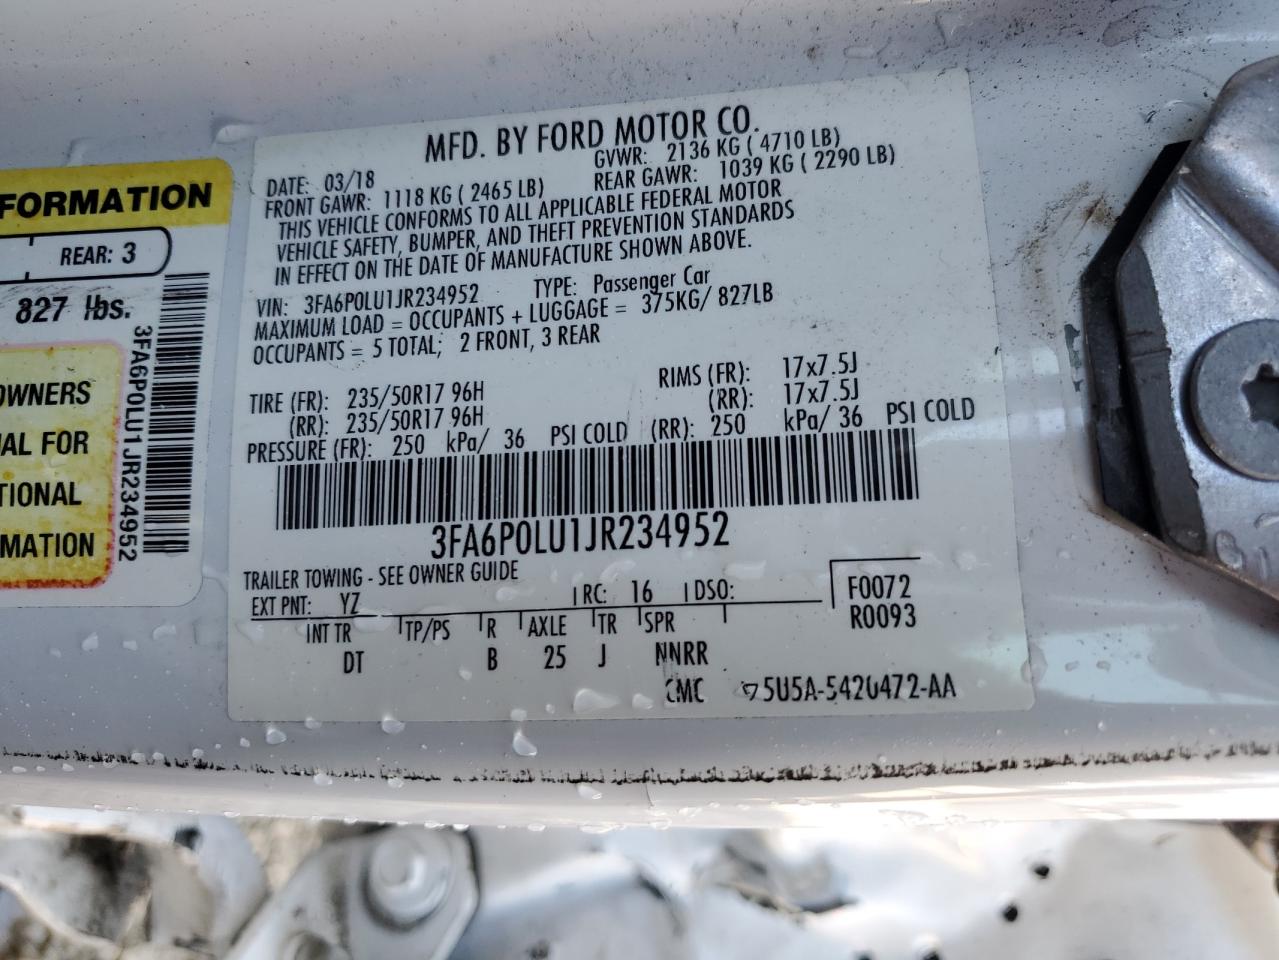 MFD. BY FORD MOTOR CO.
DATE: 03/18 GVWR: 2136 KG ( 4710 LB)
FRONT GAWR: 1118 KG ( 2465 LB) REAR GAWR: 1039 KG ( 2290 LB)
THIS VEHICLE CONFORMS TO ALL APPLICABLE FEDERAL MOTOR
VEHICLE SAFETY, BUMPER, AND THEFT PREVENTION STANDARDS
IN EFFECT ON THE DATE OF MANUFACTURE SHOWN ABOVE.
VIN: 3FA6P0LU1JR234952 TYPE: Passenger Car
MAXIMUM LOAD = OCCUPANTS + LUGGAGE = 375KG/ 827LB
OCCUPANTS = 5 TOTAL; 2 FRONT, 3 REAR
TIRE (FR): 235/50R17 96H RIMS (FR): 17x7.5J
(RR): 235/50R17 96H (RR): 17x7.5J
PRESSURE (FR): 250 kPa/ 36 PSI COLD (RR): 250 kPa/ 36 PSI COLD
3FA6P0LU1JR234952
TRAILER TOWING - SEE OWNER GUIDE
EXT PNT: YZ RC: 16 DSO: F0072
R0093
INT TR TP/PS R AXLE TR SPR
DT B 25 J NNRR
CMC 5U5A-5420472-AA
FORMATION
REAR: 3
827 lbs.
OWNERS
AL FOR
TIONAL
MATION
3FA6P0LU1JR234952